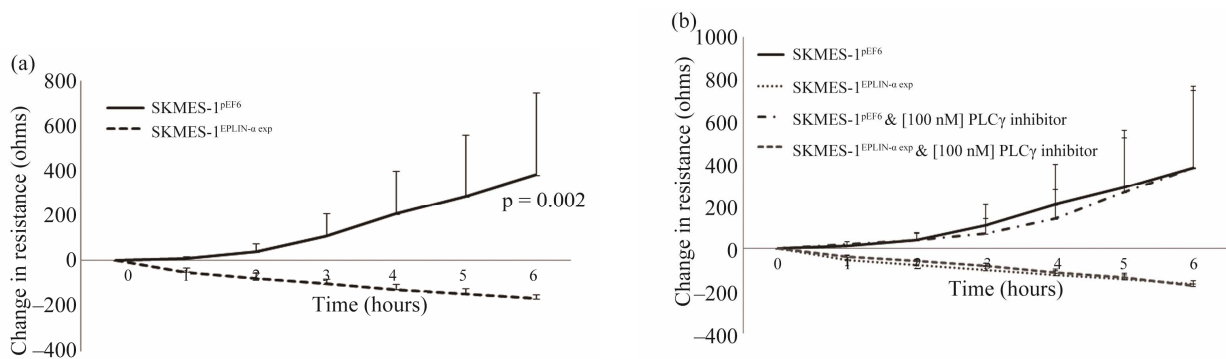 (a)
800
600
400
200
0
−200
−400
Change in resistance (ohms)
SKMES-1pEF6
SKMES-1EPLIN-α exp
p = 0.002
0 1 2 3 4 5 6
Time (hours)
(b)
1000
800
600
400
200
0
−200
−400
Change in resistance (ohms)
SKMES-1pEF6
SKMES-1EPLIN-α exp
SKMES-1pEF6 & [100 nM] PLCγ inhibitor
SKMES-1EPLIN-α exp & [100 nM] PLCγ inhibitor
0 1 2 3 4 5 6
Time (hours)